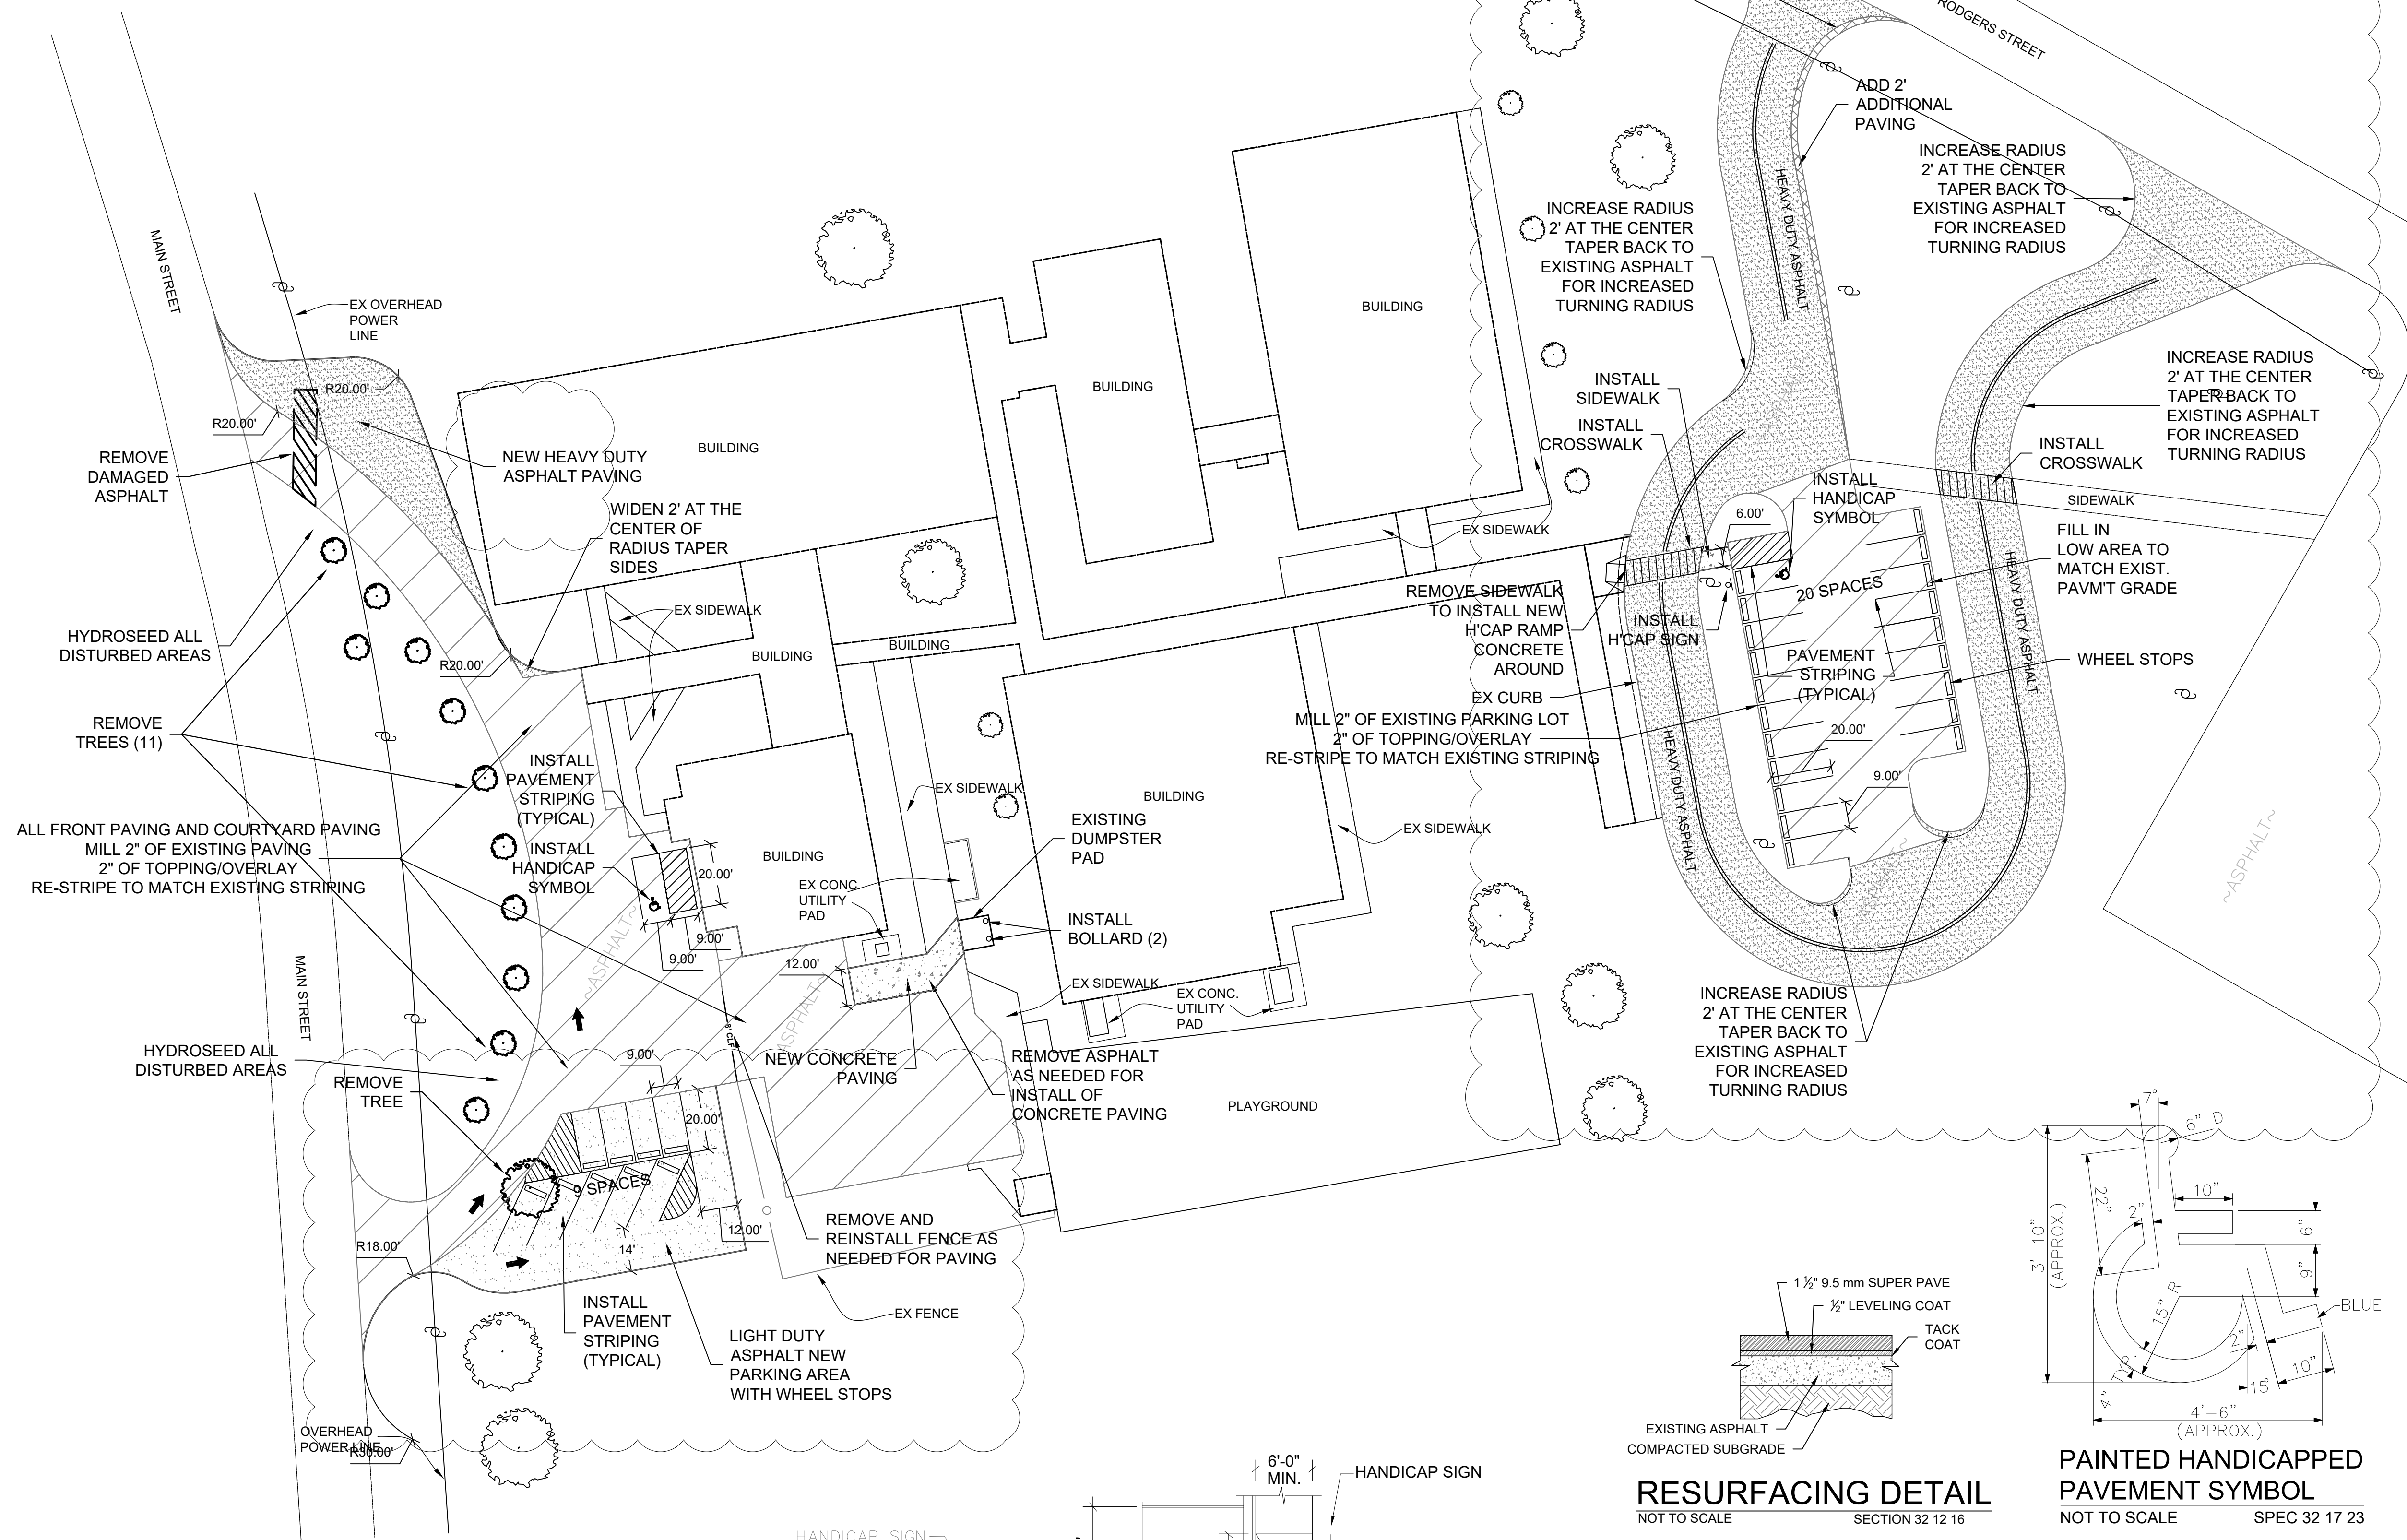 RODGERS STREET
ADD 2'
ADDITIONAL
PAVING
INCREASE RADIUS
2' AT THE CENTER
TAPER BACK TO
EXISTING ASPHALT
FOR INCREASED
TURNING RADIUS
INCREASE RADIUS
2' AT THE CENTER
TAPER BACK TO
EXISTING ASPHALT
FOR INCREASED
TURNING RADIUS
HEAVY DUTY ASPHALT
MAIN STREET
EX OVERHEAD
POWER
LINE
BUILDING
BUILDING
BUILDING
R20.00'
R20.00'
REMOVE
DAMAGED
ASPHALT
NEW HEAVY DUTY
ASPHALT PAVING
WIDEN 2' AT THE
CENTER OF
RADIUS TAPER
SIDES
INSTALL
SIDEWALK
INSTALL
CROSSWALK
INCREASE RADIUS
2' AT THE CENTER
TAPER BACK TO
EXISTING ASPHALT
FOR INCREASED
TURNING RADIUS
INSTALL
CROSSWALK
INSTALL
HANDICAP
SYMBOL
6.00'
SIDEWALK
EX SIDEWALK
FILL IN
LOW AREA TO
MATCH EXIST.
PAVM'T GRADE
20 SPACES
HEAVY DUTY ASPHALT
REMOVE SIDEWALK
TO INSTALL NEW
H'CAP RAMP
CONCRETE
AROUND
INSTALL
H'CAP SIGN
EX SIDEWALK
HYDROSEED ALL
DISTURBED AREAS
R20.00'
BUILDING
BUILDING
PAVEMENT
STRIPING
(TYPICAL)
WHEEL STOPS
EX CURB
MILL 2" OF EXISTING PARKING LOT
2" OF TOPPING/OVERLAY
RE-STRIPE TO MATCH EXISTING STRIPING
20.00'
9.00'
HEAVY DUTY ASPHALT
REMOVE
TREES (11)
INSTALL
PAVEMENT
STRIPING
(TYPICAL)
EX SIDEWALK
BUILDING
EXISTING
DUMPSTER
PAD
EX SIDEWALK
ALL FRONT PAVING AND COURTYARD PAVING
MILL 2" OF EXISTING PAVING
2" OF TOPPING/OVERLAY
RE-STRIPE TO MATCH EXISTING STRIPING
INSTALL
HANDICAP
SYMBOL
BUILDING
20.00'
EX CONC.
UTILITY
PAD
~ASPHALT~
INSTALL
BOLLARD (2)
9.00'
9.00'
12.00'
~ASPHALT~
~ASPHALT~
MAIN STREET
EX SIDEWALK
EX CONC.
UTILITY
PAD
INCREASE RADIUS
2' AT THE CENTER
TAPER BACK TO
EXISTING ASPHALT
FOR INCREASED
TURNING RADIUS
HYDROSEED ALL
DISTURBED AREAS
8' CLF
9.00'
NEW CONCRETE
PAVING
REMOVE ASPHALT
AS NEEDED FOR
INSTALL OF
CONCRETE PAVING
REMOVE
TREE
20.00'
PLAYGROUND
9 SPACES
12.00'
14'
R18.00'
REMOVE AND
REINSTALL FENCE AS
NEEDED FOR PAVING
EX FENCE
INSTALL
PAVEMENT
STRIPING
(TYPICAL)
LIGHT DUTY
ASPHALT NEW
PARKING AREA
WITH WHEEL STOPS
OVERHEAD
POWER LINE
R30.00'
7°
6" D
10"
22"
2"
6"
3'-10"
(APPROX.)
9"
15" R
BLUE
2"
4" TYP.
15°
10"
4'-6"
(APPROX.)
1 ½" 9.5 mm SUPER PAVE
½" LEVELING COAT
TACK
COAT
EXISTING ASPHALT
COMPACTED SUBGRADE
RESURFACING DETAIL
NOT TO SCALE
SECTION 32 12 16
PAINTED HANDICAPPED
PAVEMENT SYMBOL
NOT TO SCALE
SPEC 32 17 23
6'-0"
MIN.
HANDICAP SIGN
HANDICAP SIGN